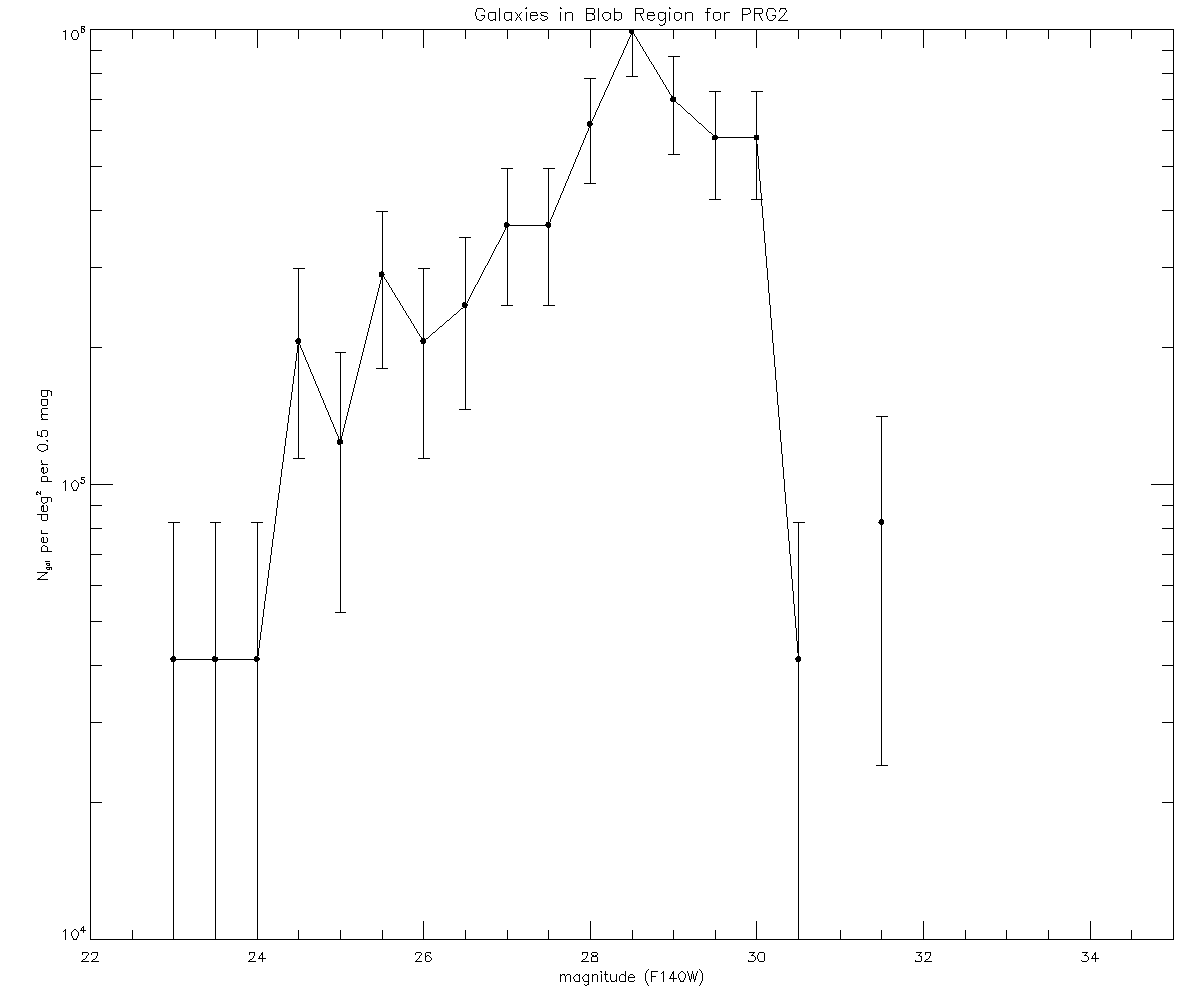 Galaxies in Blob Region for PRG2
10⁶
10⁵
10⁴
N_gal per deg² per 0.5 mag
22 24 26 28 30 32 34
magnitude (F140W)